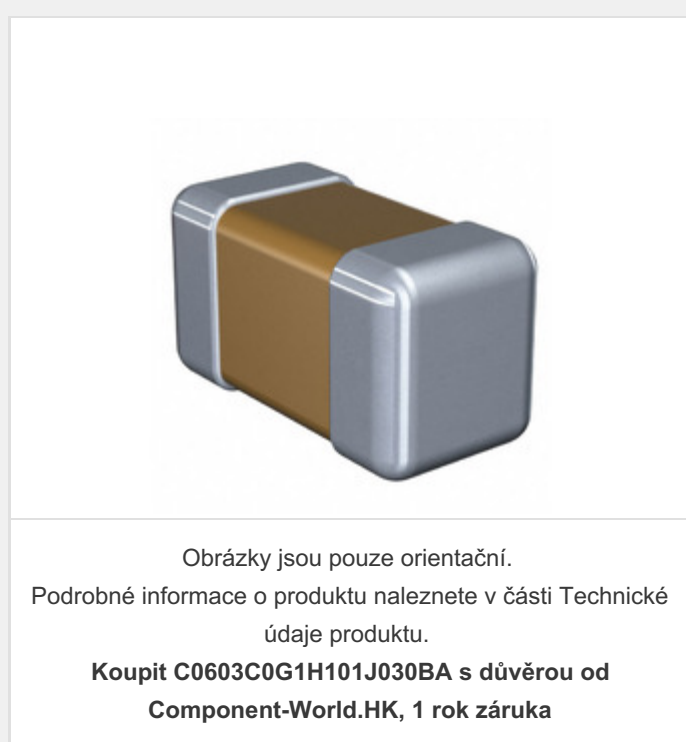 Obrázky jsou pouze orientační.
Podrobné informace o produktu naleznete v části Technické
údaje produktu.
Koupit C0603C0G1H101J030BA s důvěrou od
Component-World.HK, 1 rok záruka